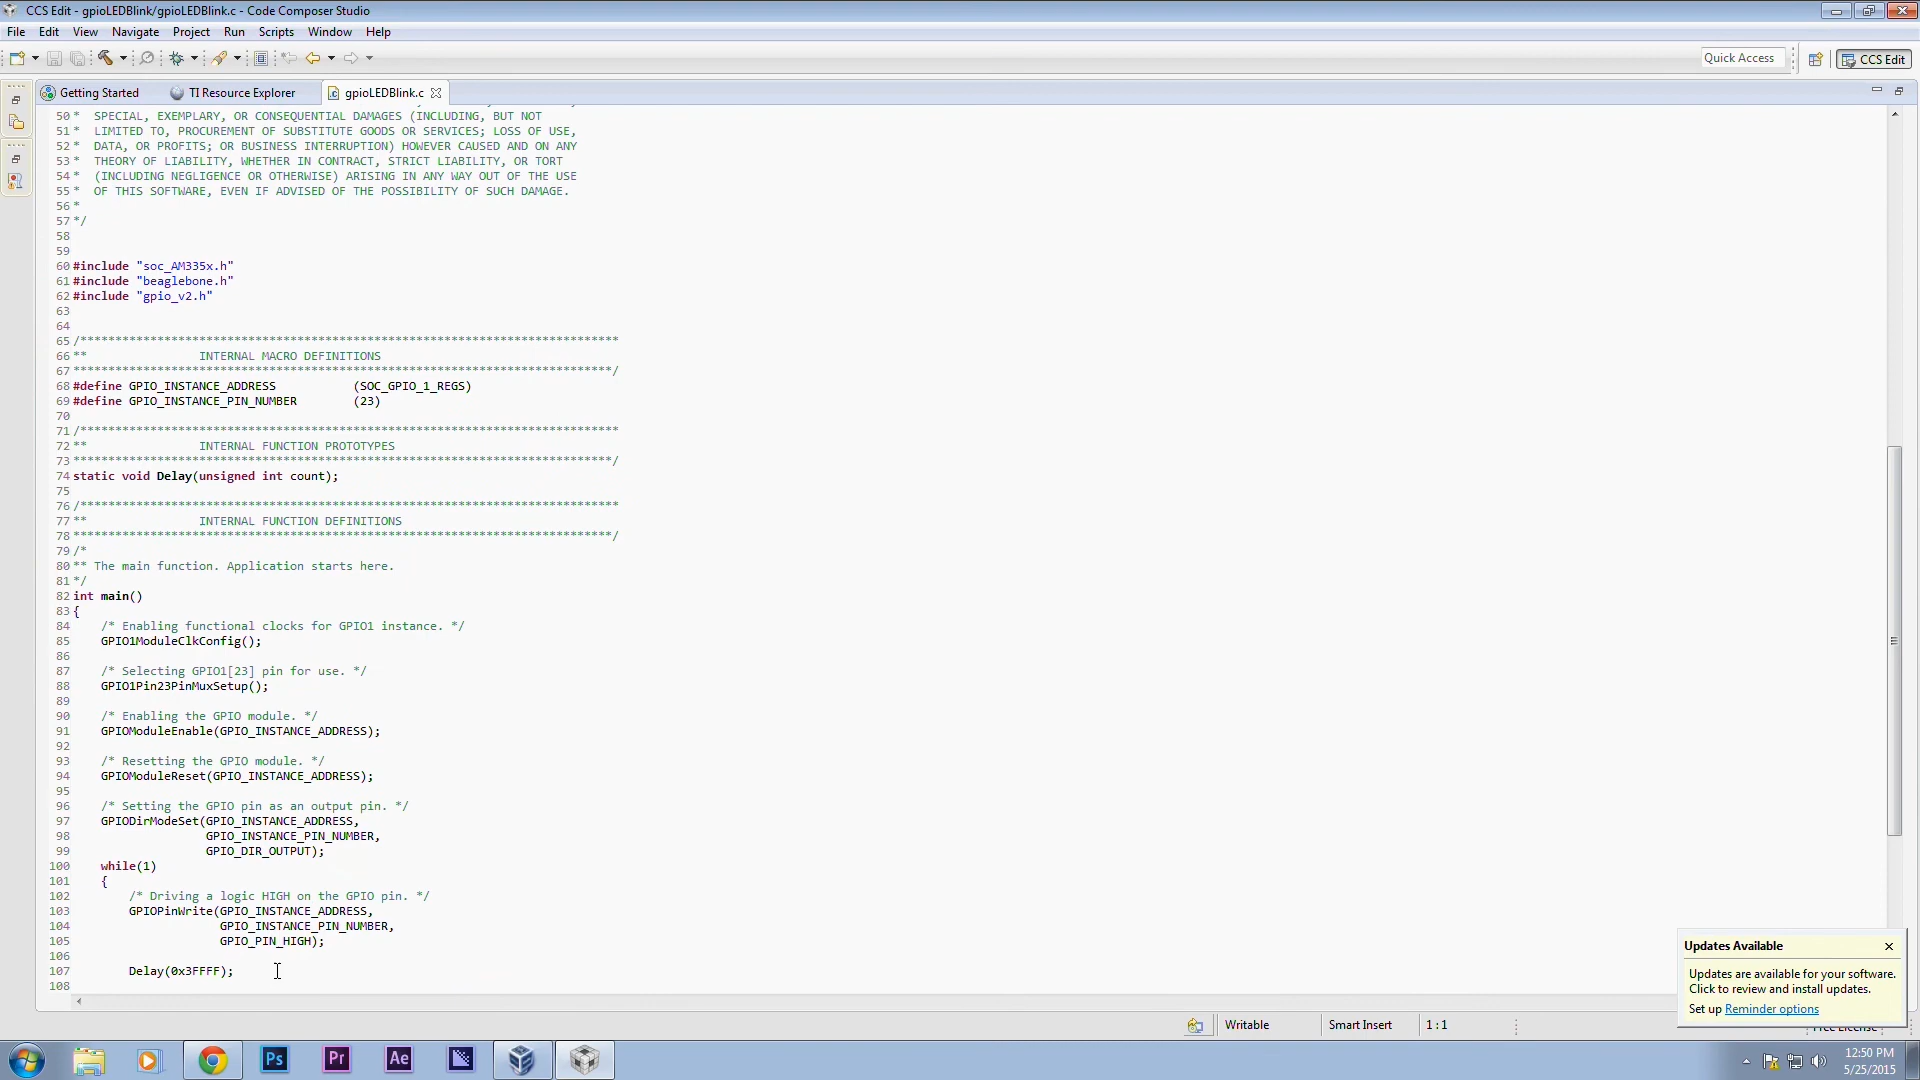 CCS Edit - gpioLEDBlink/gpioLEDBlink.c - Code Composer Studio
File Edit View Navigate Project Run Scripts Window Help
Quick Access CCS Edit
Getting Started TI Resource Explorer gpioLEDBlink.c
50 *  SPECIAL, EXEMPLARY, OR CONSEQUENTIAL DAMAGES (INCLUDING, BUT NOT
51 *  LIMITED TO, PROCUREMENT OF SUBSTITUTE GOODS OR SERVICES; LOSS OF USE,
52 *  DATA, OR PROFITS; OR BUSINESS INTERRUPTION) HOWEVER CAUSED AND ON ANY
53 *  THEORY OF LIABILITY, WHETHER IN CONTRACT, STRICT LIABILITY, OR TORT
54 *  (INCLUDING NEGLIGENCE OR OTHERWISE) ARISING IN ANY WAY OUT OF THE USE
55 *  OF THIS SOFTWARE, EVEN IF ADVISED OF THE POSSIBILITY OF SUCH DAMAGE.
56 *
57 */
58
59
60 #include "soc_AM335x.h"
61 #include "beaglebone.h"
62 #include "gpio_v2.h"
63
64
65 /*****************************************************************************
66 **                INTERNAL MACRO DEFINITIONS
67 *****************************************************************************/
68 #define GPIO_INSTANCE_ADDRESS           (SOC_GPIO_1_REGS)
69 #define GPIO_INSTANCE_PIN_NUMBER        (23)
70
71 /*****************************************************************************
72 **                INTERNAL FUNCTION PROTOTYPES
73 *****************************************************************************/
74 static void Delay(unsigned int count);
75
76 /*****************************************************************************
77 **                INTERNAL FUNCTION DEFINITIONS
78 *****************************************************************************/
79 /*
80 ** The main function. Application starts here.
81 */
82 int main()
83 {
84     /* Enabling functional clocks for GPIO1 instance. */
85     GPIO1ModuleClkConfig();
86
87     /* Selecting GPIO1[23] pin for use. */
88     GPIO1Pin23PinMuxSetup();
89
90     /* Enabling the GPIO module. */
91     GPIOModuleEnable(GPIO_INSTANCE_ADDRESS);
92
93     /* Resetting the GPIO module. */
94     GPIOModuleReset(GPIO_INSTANCE_ADDRESS);
95
96     /* Setting the GPIO pin as an output pin. */
97     GPIODirModeSet(GPIO_INSTANCE_ADDRESS,
98                    GPIO_INSTANCE_PIN_NUMBER,
99                    GPIO_DIR_OUTPUT);
100     while(1)
101     {
102         /* Driving a logic HIGH on the GPIO pin. */
103         GPIOPinWrite(GPIO_INSTANCE_ADDRESS,
104                      GPIO_INSTANCE_PIN_NUMBER,
105                      GPIO_PIN_HIGH);
106
107         Delay(0x3FFFF);
108
Updates Available
Updates are available for your software.
Click to review and install updates.
Set up Reminder options
Writable Smart Insert 1 : 1
Free License
Ps Pr Ae
12:50 PM
5/25/2015